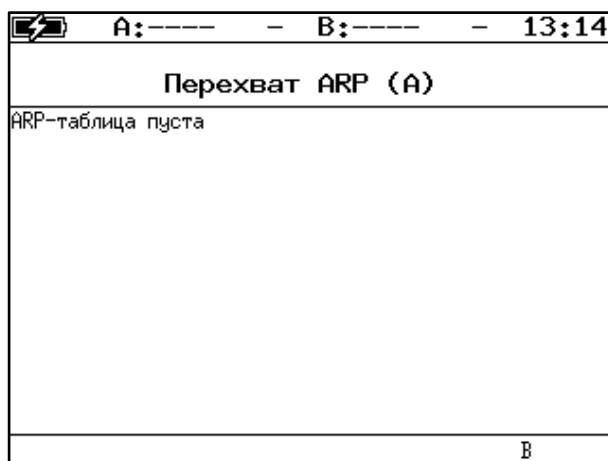 A:---- - B:---- - 13:14
Перехват ARP (A)
ARP-таблица пуста
B